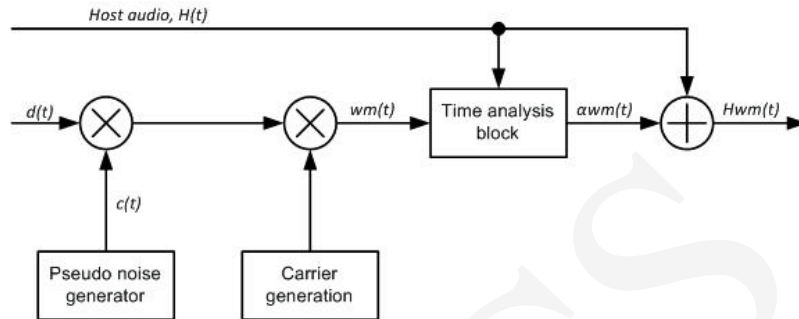 Host audio, H(t)
d(t)
wm(t)
Time analysis
block
αwm(t)
Hwm(t)
c(t)
Pseudo noise
generator
Carrier
generation